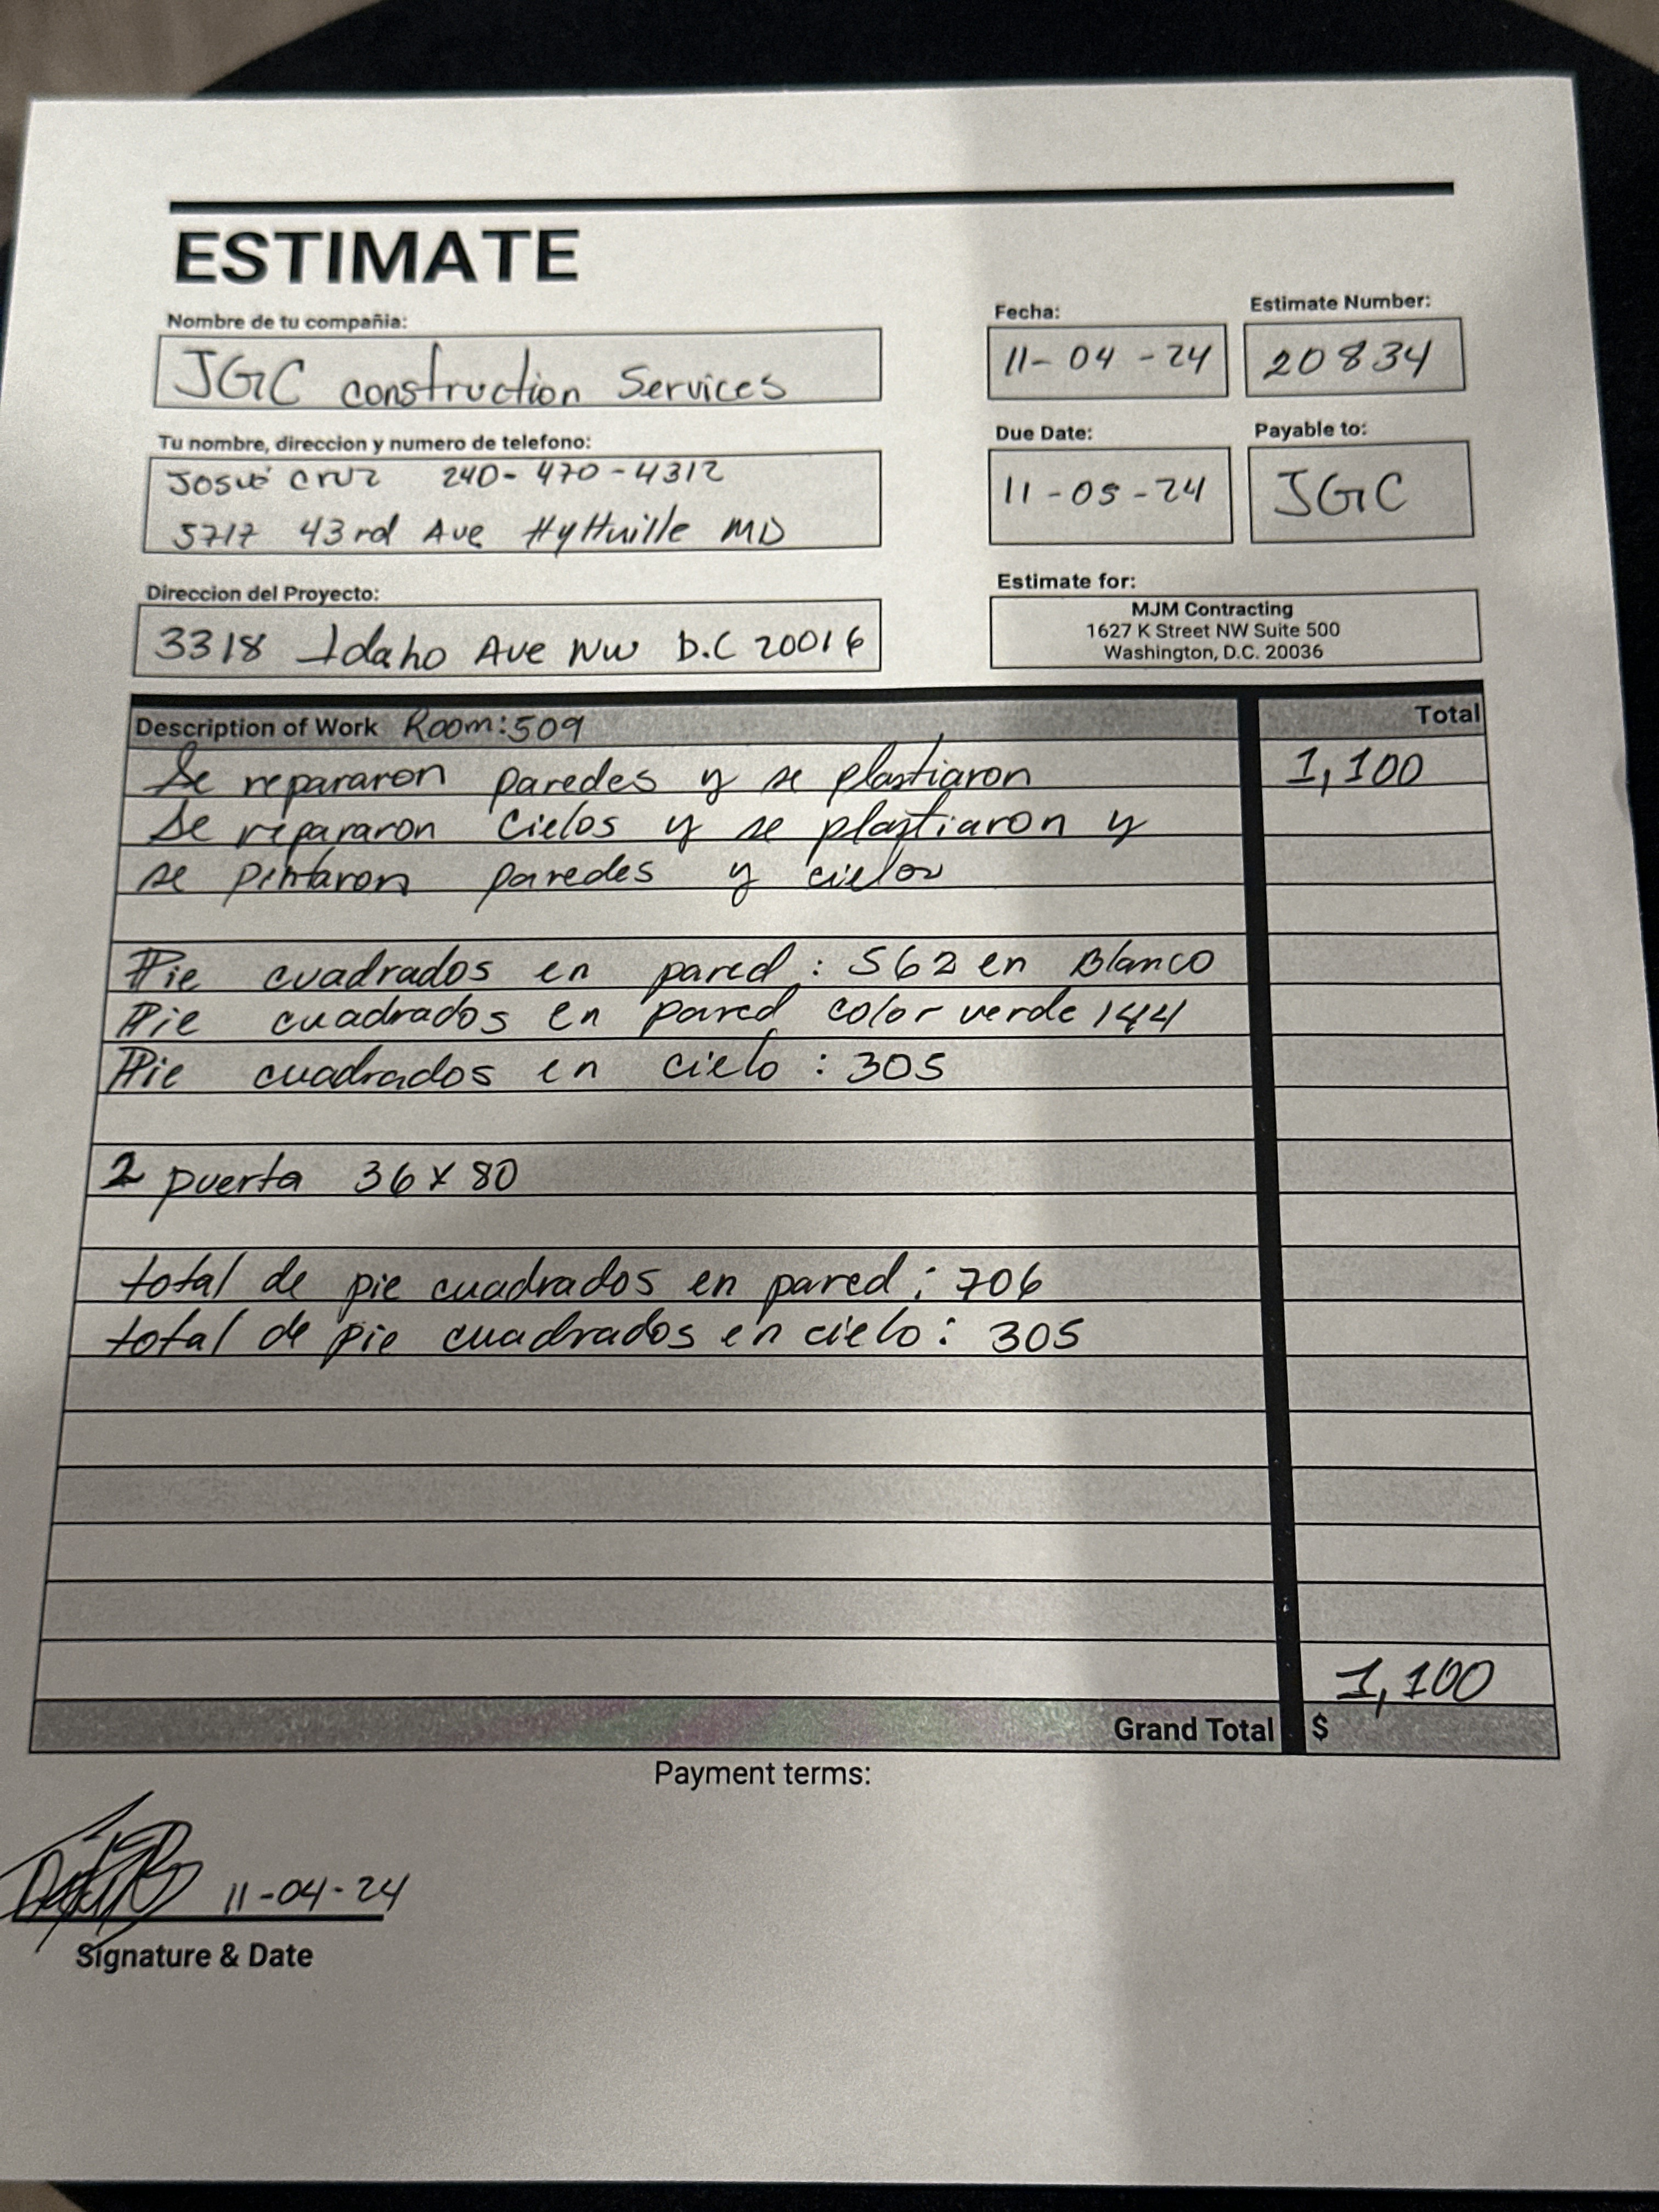 ESTIMATE
Nombre de tu compañia:
JGC construction Services
Fecha:
11-04-24
Estimate Number:
20834
Tu nombre, direccion y numero de telefono:
Josué cruz 240-470-4312
5717 43rd Ave Hyttville MD
Due Date:
11-05-24
Payable to:
JGC
Direccion del Proyecto:
3318 Idaho Ave NW D.C 20016
Estimate for:
MJM Contracting
1627 K Street NW Suite 500
Washington, D.C. 20036
Description of Work Room:509 Total
Se repararon paredes y se plastiaron 1,100
Se repararon cielos y se plastiaron y
se pintaron paredes y cielos
Pie cuadrados en pared: 562 en Blanco
Pie cuadrados en pared color verde 144
Pie cuadrados en cielo: 305
2 puerta 36x80
total de pie cuadrados en pared: 706
total de pie cuadrados en cielo: 305
1,100
Grand Total $
Payment terms:
11-04-24
Signature & Date